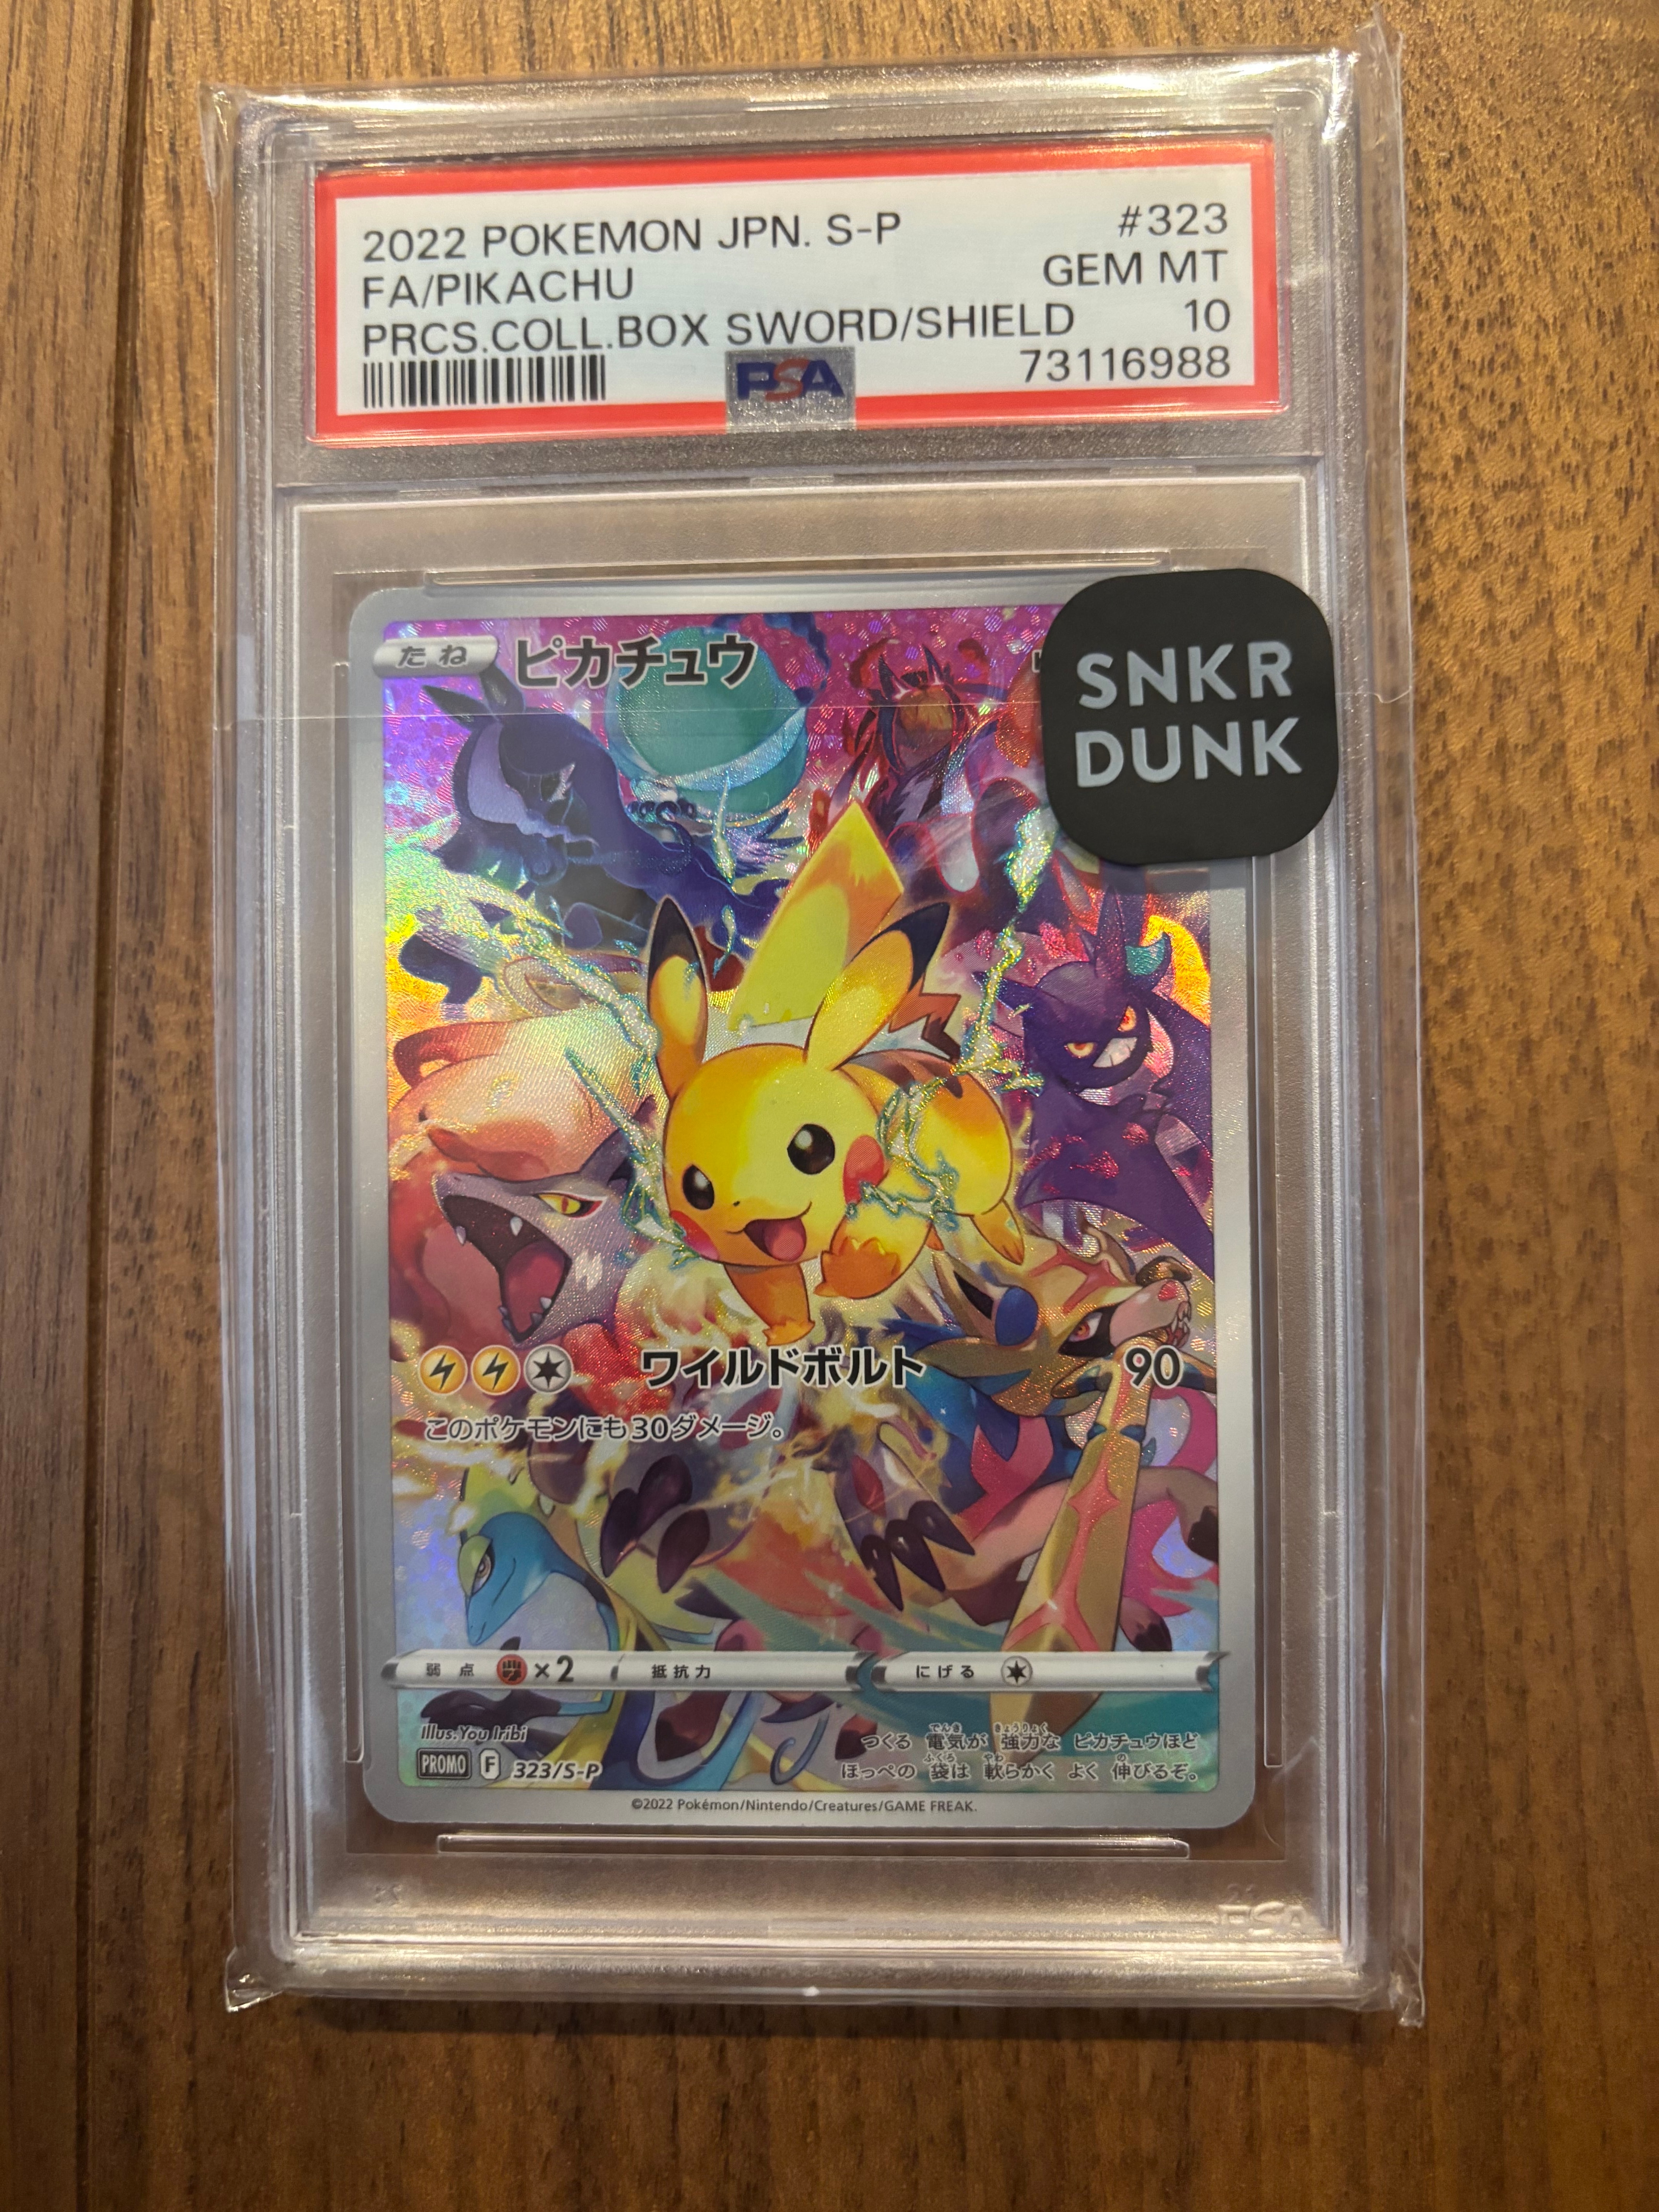 2022 POKEMON JPN. S-P #323
FA/PIKACHU GEM MT
PRCS.COLL.BOX SWORD/SHIELD 10
PSA 73116988
たね ピカチュウ
SNKR
DUNK
ワイルドボルト 90
このポケモンにも30ダメージ。
弱点 ×2 抵抗力 にげる
Illus.You Iribi
つくる 電気が 強力な ピカチュウほど
ほっぺの 袋は 軟らかく よく 伸びるぞ。
PROMO F 323/S-P
©2022 Pokémon/Nintendo/Creatures/GAME FREAK.
PSA